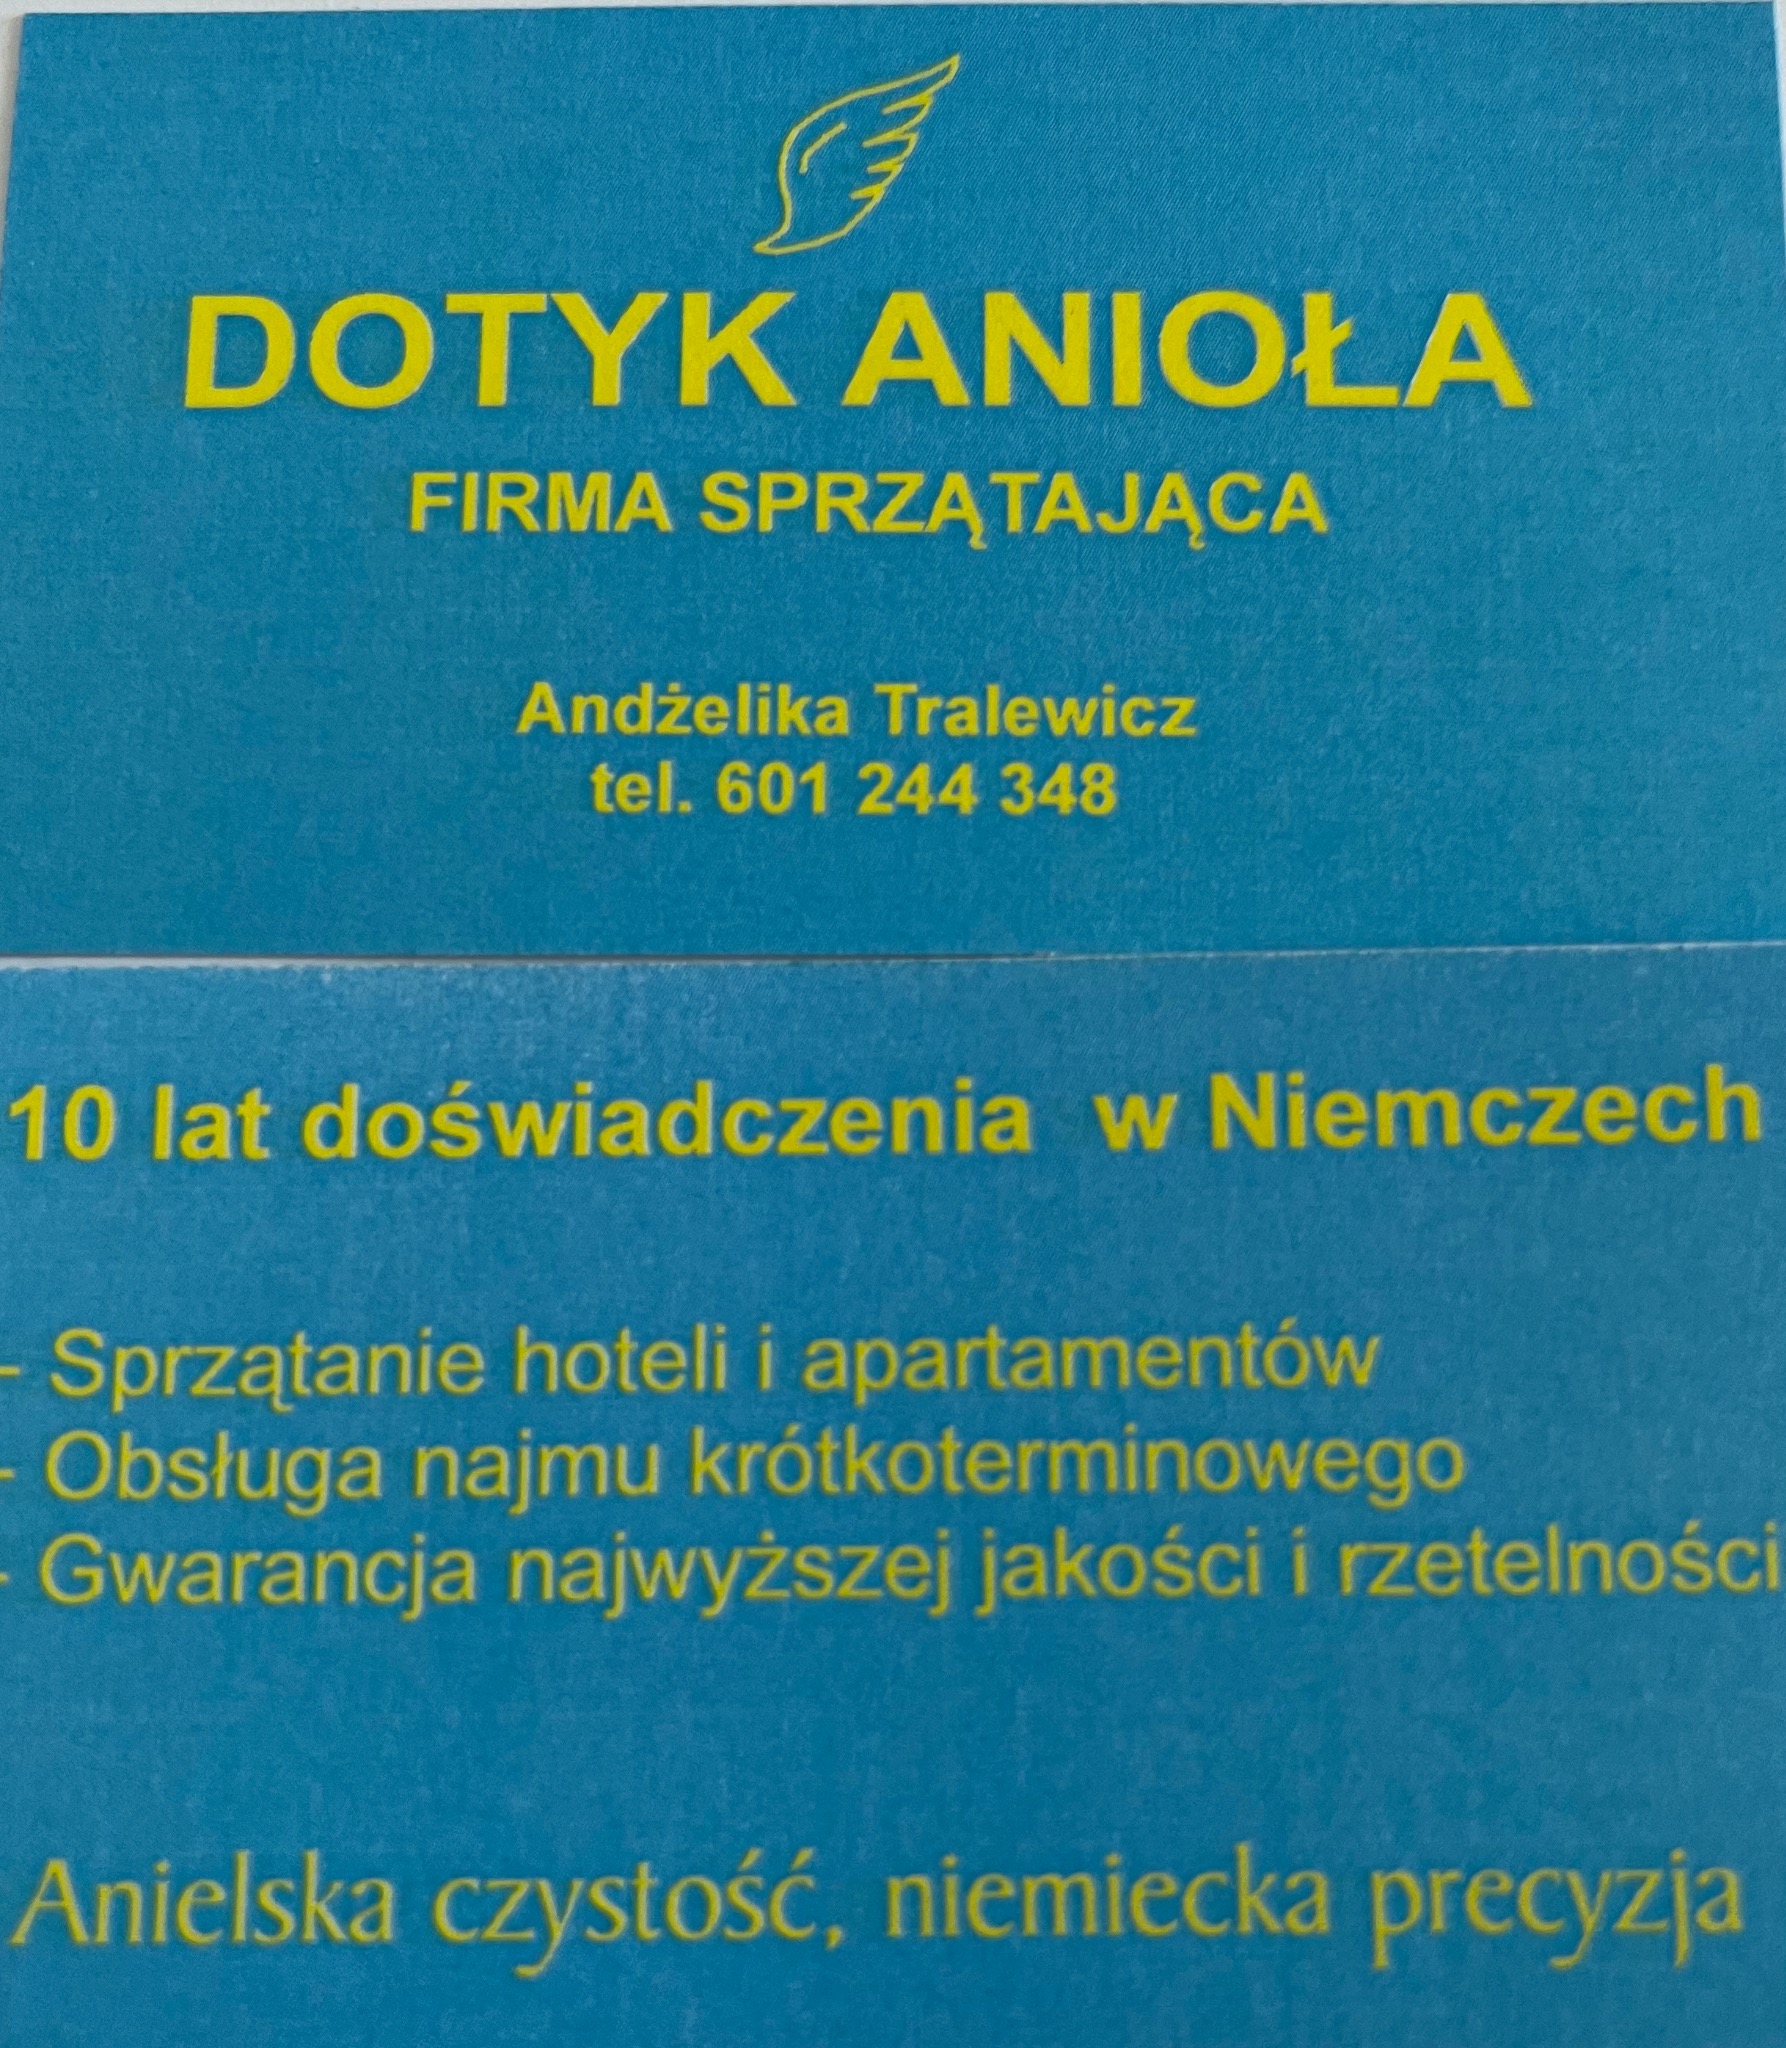 DOTYK ANIOŁA
FIRMA SPRZĄTAJĄCA
Andżelika Tralewicz
tel. 601 244 348
10 lat doświadczenia w Niemczech
- Sprzątanie hoteli i apartamentów
- Obsługa najmu krótkoterminowego
- Gwarancja najwyższej jakości i rzetelności
Anielska czystość, niemiecka precyzja